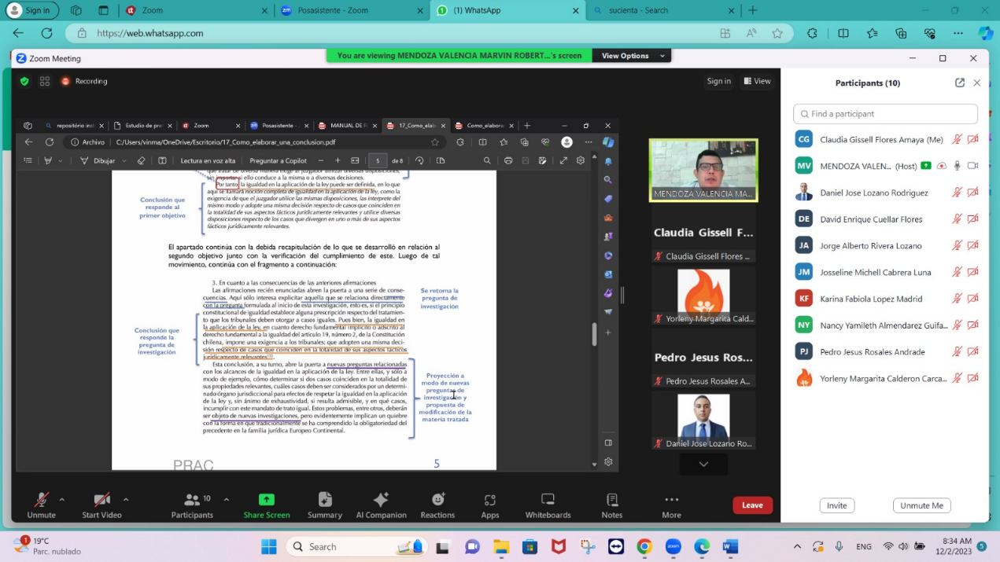 Sign in
Zoom
Posasistente - Zoom
(1) WhatsApp
sucienta - Search
https://web.whatsapp.com
Zoom Meeting
You are viewing MENDOZA VALENCIA MARVIN ROBERT...'s screen
View Options
Recording
Sign in
View
Participants (10)
Find a participant
Claudia Gissell Flores Amaya (Me)
MENDOZA VALEN... (Host)
Daniel Jose Lozano Rodriguez
David Enrique Cuellar Flores
Jorge Alberto Rivera Lozano
Josseline Michell Cabrera Luna
Karina Fabiola Lopez Madrid
Nancy Yamileth Almendarez Guifa...
Pedro Jesus Rosales Andrade
Yorleny Margarita Calderon Carca...
CG
MV
DE
JA
JM
KF
NY
PJ
Invite
Unmute Me
repositório inst
Estudio de pre
Zoom
Posasistente -
MANUAL DE F
17_Como_elab
Como_elabora
Archivo
C:/Users/vinma/OneDrive/Escritorio/17_Como_elaborar_una_conclusion.pdf
Dibujar
Lectura en voz alta
Preguntar a Copilot
5
de 8
que tratar de diversa manera exige al juzgador utilizar diversas disposiciones,
sin importar si ello conduce a la misma o a diversas decisiones.
Por tanto, la igualdad en la aplicación de la ley puede ser definida, en lo que
aquí se llamará noción completa de igualdad en la aplicación de la ley, como la
exigencia de que el juzgador utilice las mismas disposiciones, las interprete del
mismo modo y adopte una misma decisión respecto de casos que coinciden
en la totalidad de sus aspectos fácticos jurídicamente relevantes y utilice diversas
disposiciones respecto de los casos que divergen en uno o más de sus aspectos
fácticos jurídicamente relevantes.
Conclusión que
responde al
primer objetivo
El apartado continúa con la debida recapitulación de lo que se desarrolló en relación al
segundo objetivo junto con la verificación del cumplimiento de este. Luego de tal
movimiento, continúa con el fragmento a continuación:
3. En cuanto a las consecuencias de las anteriores afirmaciones
Las afirmaciones recién enunciadas abren la puerta a una serie de conse-
cuencias. Aquí sólo interesa explicitar aquella que se relaciona directamente
con la pregunta formulada al inicio de esta investigación, esto es, si el principio
constitucional de igualdad establece alguna prescripción respecto del tratamien-
to que los tribunales deben otorgar a casos iguales. Pues bien, la igualdad en
la aplicación de la ley, en cuanto derecho fundamental implícito o adscrito al
derecho fundamental a la igualdad del artículo 19, número 2, de la Constitución
chilena, impone una exigencia a los tribunales: que adopten una misma deci-
sión respecto de casos que coinciden en la totalidad de sus aspectos fácticos
jurídicamente relevantes
Esta conclusión, a su turno, abre la puerta a nuevas preguntas relacionadas
con los alcances de la igualdad en la aplicación de la ley. Entre ellas, y sólo a
modo de ejemplo, cómo determinar si dos casos coinciden en la totalidad de
sus propiedades relevantes, cuáles casos deben ser considerados por un determi-
nado órgano jurisdiccional para efectos de respetar la igualdad en la aplicación
de la ley y, sin ánimo de exhaustividad, si resulta admisible, y en qué casos,
incumplir con este mandato de trato igual. Estos problemas, entre otros, deberán
ser objeto de nuevas investigaciones, pero evidentemente implican un quiebre
con la forma en que tradicionalmente se ha comprendido la obligatoriedad del
precedente en la familia jurídica Europeo Continental.
Se retoma la
pregunta de
investigación
Conclusión que
responde la
pregunta de
investigación
Proyección a
modo de nuevas
preguntas de
investigación y
propuesta de
modificación de la
materia tratada
PRAC
5
MENDOZA VALENCIA MA...
Claudia Gissell F...
Claudia Gissell Flores ...
Yorleny Margarita Cald...
Pedro Jesus Ros...
Pedro Jesus Rosales A...
Daniel Jose Lozano Ro...
Unmute
Start Video
Participants
10
Share Screen
Summary
AI Companion
Reactions
Apps
Whiteboards
Notes
More
Leave
1
19°C
Parc. nublado
Search
ENG
8:34 AM
12/2/2023
5